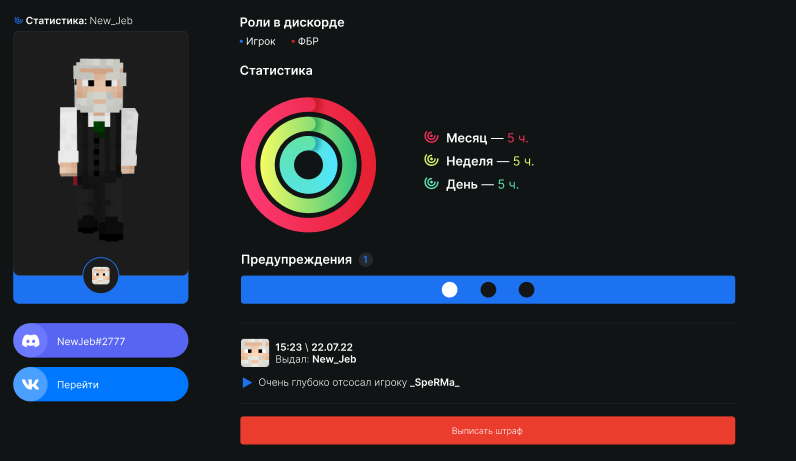 Статистика: New_Jeb
NewJeb#2777
Перейти
Роли в дискорде
Игрок
ФБР
Статистика
Месяц — 5 ч.
Неделя — 5 ч.
День — 5 ч.
Предупреждения 1
15:23 \ 22.07.22
Выдал: New_Jeb
Очень глубоко отсосал игроку _SpeRMa_
Выписать штраф